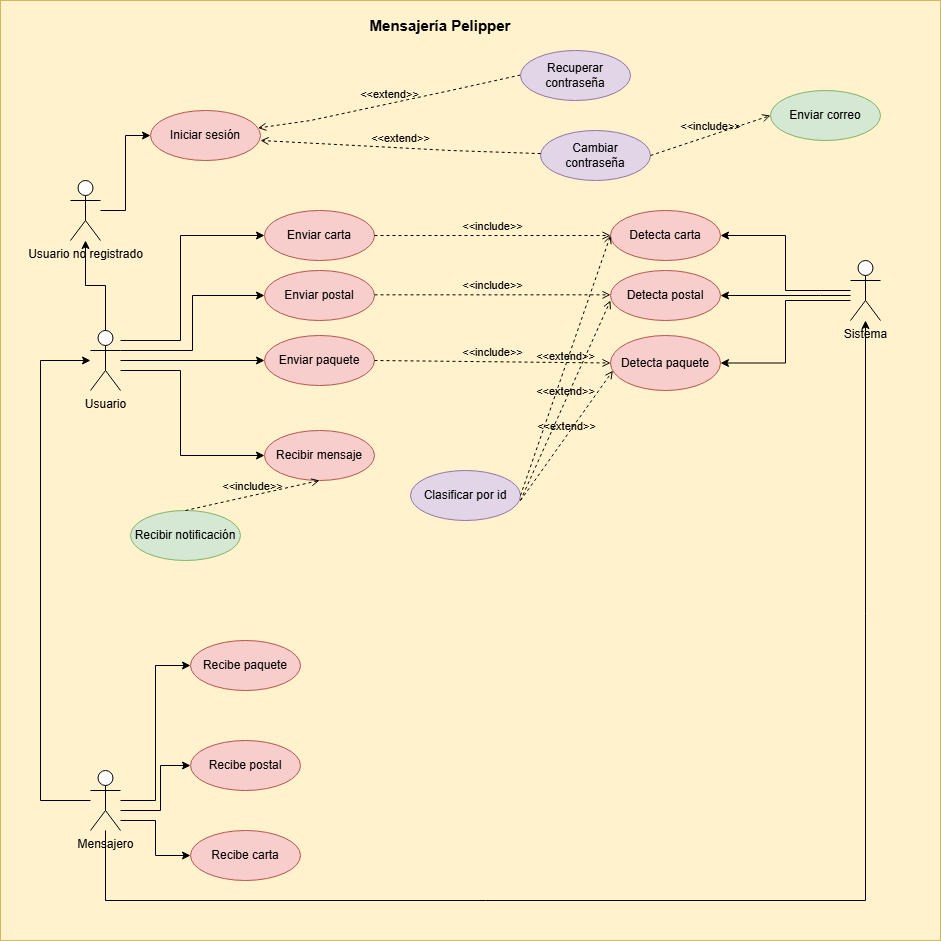 Mensajería Pelipper
Recuperar
contraseña
<<extend>>
Enviar correo
<<include>>
Iniciar sesión
<<extend>>
Cambiar
contraseña
Usuario no registrado
Enviar carta
<<include>>
Detecta carta
Enviar postal
<<include>>
Detecta postal
Sistema
Enviar paquete
<<include>>
<<extend>>
Detecta paquete
<<extend>>
Usuario
<<extend>>
Recibir mensaje
<<include>>
Clasificar por id
Recibir notificación
Recibe paquete
Recibe postal
Mensajero
Recibe carta